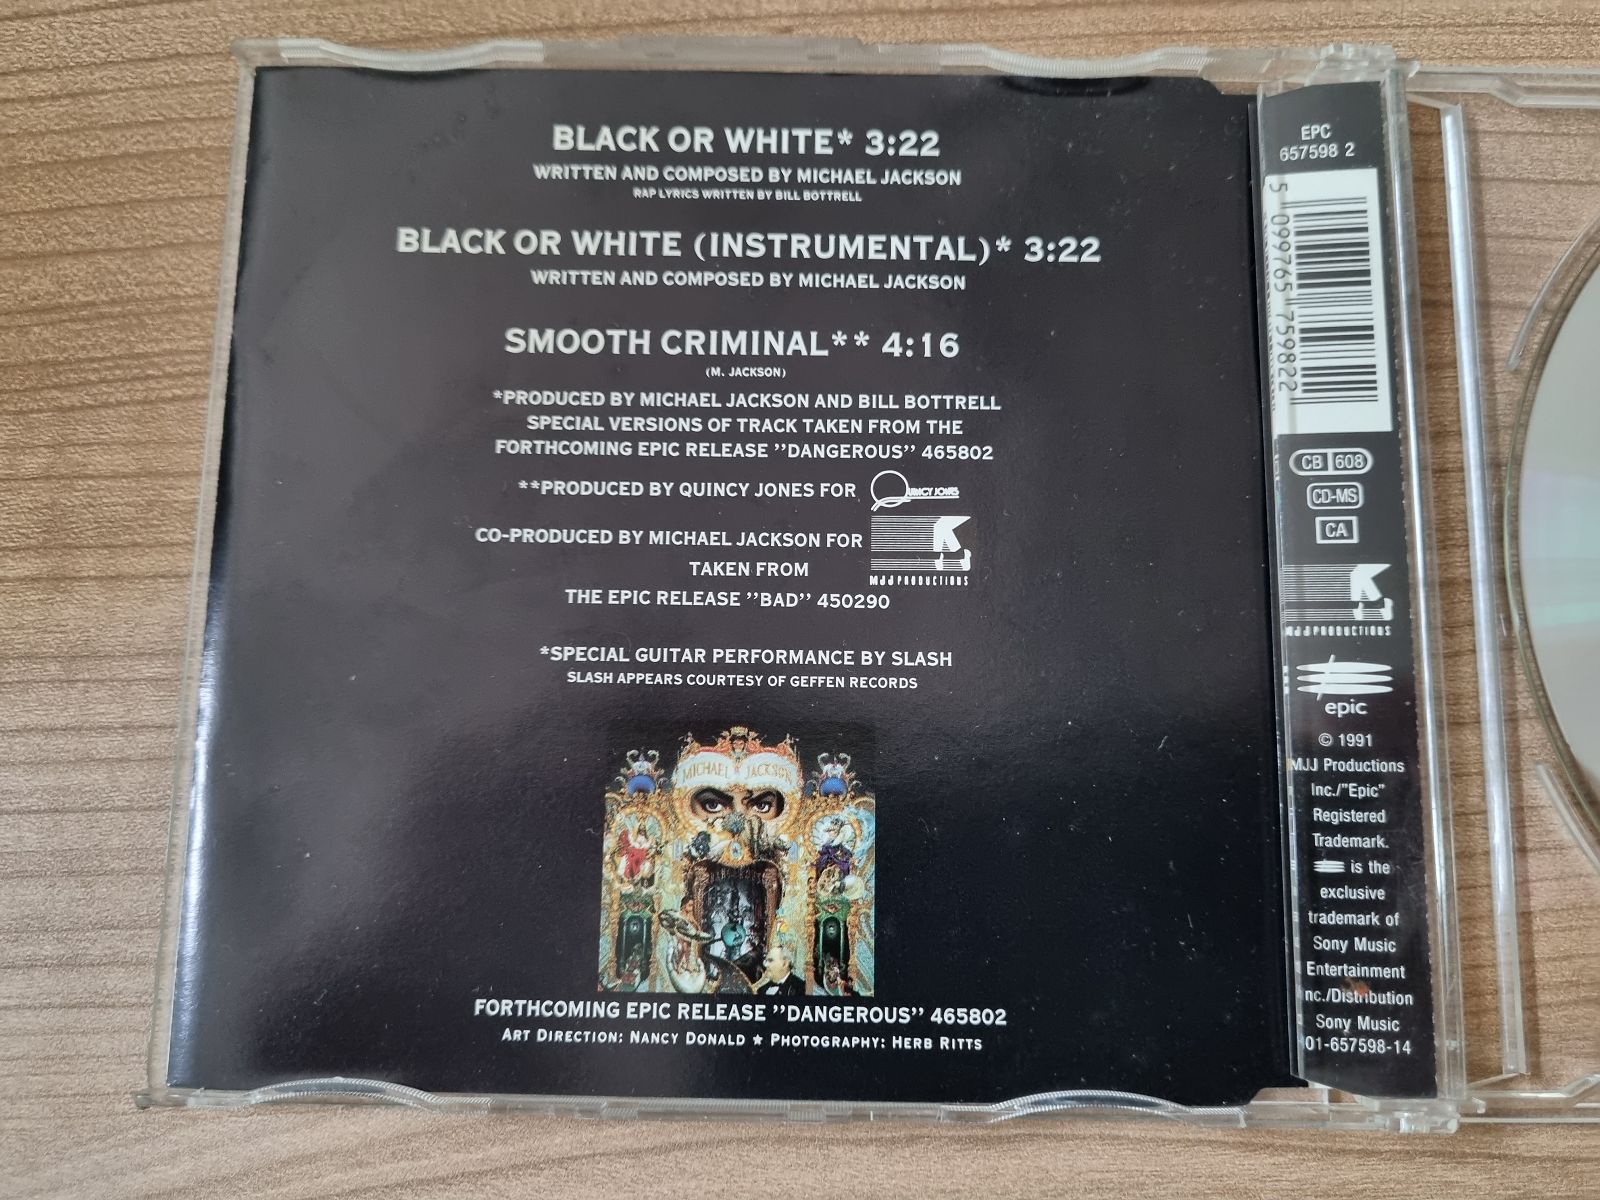 BLACK OR WHITE* 3:22
WRITTEN AND COMPOSED BY MICHAEL JACKSON
RAP LYRICS WRITTEN BY BILL BOTTRELL
BLACK OR WHITE (INSTRUMENTAL)* 3:22
WRITTEN AND COMPOSED BY MICHAEL JACKSON
SMOOTH CRIMINAL** 4:16
(M. JACKSON)
*PRODUCED BY MICHAEL JACKSON AND BILL BOTTRELL
SPECIAL VERSIONS OF TRACK TAKEN FROM THE
FORTHCOMING EPIC RELEASE ’’DANGEROUS’’ 465802
**PRODUCED BY QUINCY JONES FOR QUINCY JONES
CO-PRODUCED BY MICHAEL JACKSON FOR
TAKEN FROM
MJJ PRODUCTIONS
THE EPIC RELEASE ’’BAD’’ 450290
*SPECIAL GUITAR PERFORMANCE BY SLASH
SLASH APPEARS COURTESY OF GEFFEN RECORDS
MICHAEL JACKSON
FORTHCOMING EPIC RELEASE ’’DANGEROUS’’ 465802
ART DIRECTION: NANCY DONALD ★ PHOTOGRAPHY: HERB RITTS
EPC
657598 2
5 099765 759822
CB 608
CD-MS
CA
MJJ PRODUCTIONS
epic
© 1991
MJJ Productions
Inc./"Epic"
Registered
Trademark.
is the
exclusive
trademark of
Sony Music
Entertainment
Inc./Distribution
Sony Music
01-657598-14